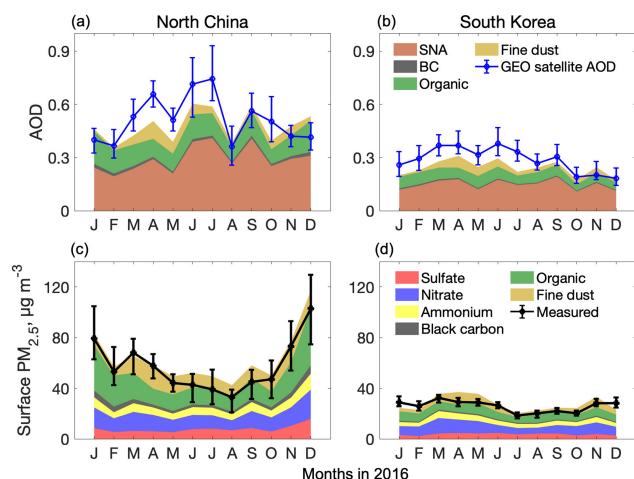 North China
South Korea
(a)
(b)
0.9
0.6
0.3
0
AOD
SNA
BC
Organic
Fine dust
GEO satellite AOD
0.9
0.6
0.3
0
J F M A M J J A S O N D
J F M A M J J A S O N D
(c)
(d)
120
80
40
0
Surface PM2.5, μg m−3
Sulfate
Nitrate
Ammonium
Black carbon
Organic
Fine dust
Measured
120
80
40
0
J F M A M J J A S O N D
J F M A M J J A S O N D
Months in 2016